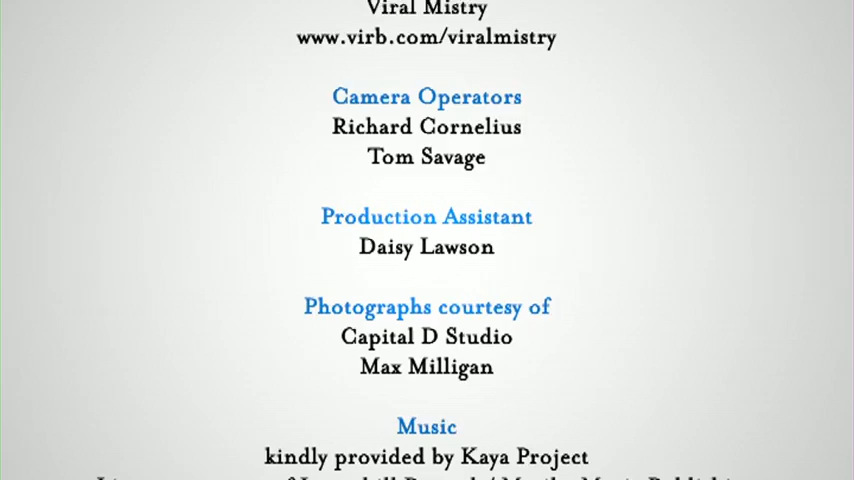 Viral Mistry
www.virb.com/viralmistry
Camera Operators
Richard Cornelius
Tom Savage
Production Assistant
Daisy Lawson
Photographs courtesy of
Capital D Studio
Max Milligan
Music
kindly provided by Kaya Project